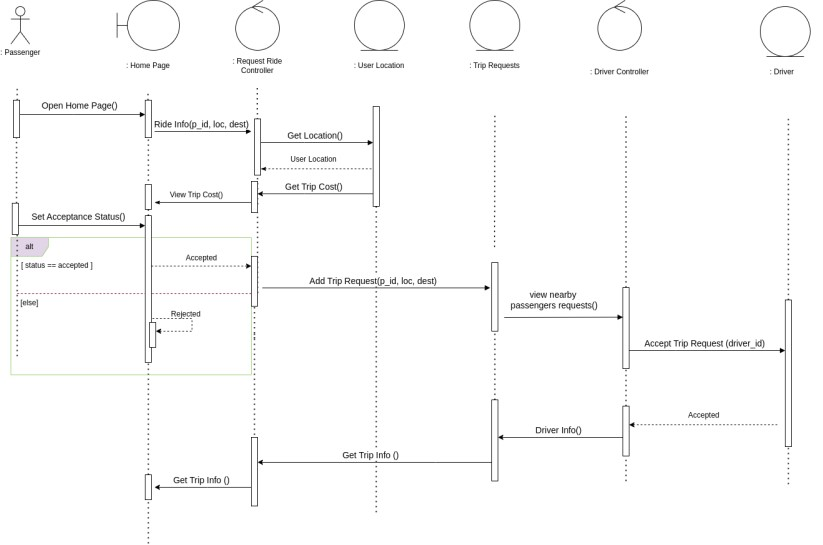 : Passenger
: Home Page
: Request Ride
Controller
: User Location
: Trip Requests
: Driver Controller
: Driver
Open Home Page()
Ride Info(p_id, loc, dest)
Get Location()
User Location
Get Trip Cost()
View Trip Cost()
Set Acceptance Status()
alt
[ status == accepted ]
Accepted
Add Trip Request(p_id, loc, dest)
view nearby
passengers requests()
[else]
Rejected
Accept Trip Request (driver_id)
Accepted
Driver Info()
Get Trip Info ()
Get Trip Info ()